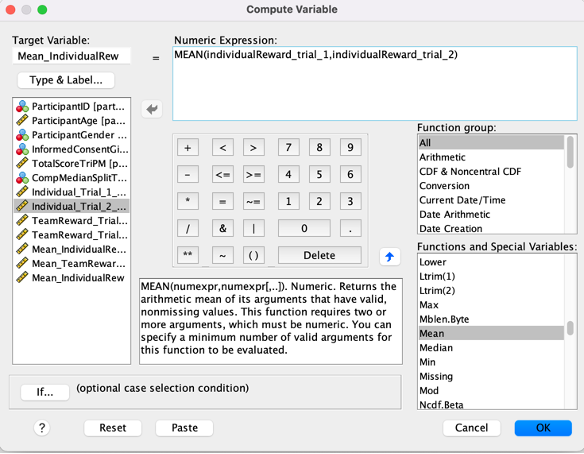 Compute Variable
Target Variable:
Mean_IndividualRew
Type & Label...
=
Numeric Expression:
MEAN(individualReward_trial_1,individualReward_trial_2)
ParticipantID [part...
ParticipantAge [pa...
ParticipantGender ...
InformedConsentGi...
TotalScoreTriPM [p...
CompMedianSplitT...
Individual_Trial_1_...
Individual_Trial_2_...
TeamReward_Trial...
TeamReward_Trial...
Mean_IndividualRe...
Mean_TeamRewar...
Mean_IndividualRew
+ < > 7 8 9
- <= >= 4 5 6
* = ~= 1 2 3
/ & | 0 .
** ~ () Delete
Function group:
All
Arithmetic
CDF & Noncentral CDF
Conversion
Current Date/Time
Date Arithmetic
Date Creation
Functions and Special Variables:
Lower
Ltrim(1)
Ltrim(2)
Max
Mblen.Byte
Mean
Median
Min
Missing
Mod
Ncdf.Beta
MEAN(numexpr,numexpr[,..]). Numeric. Returns the
arithmetic mean of its arguments that have valid,
nonmissing values. This function requires two or
more arguments, which must be numeric. You can
specify a minimum number of valid arguments for
this function to be evaluated.
If...
(optional case selection condition)
?
Reset
Paste
Cancel
OK